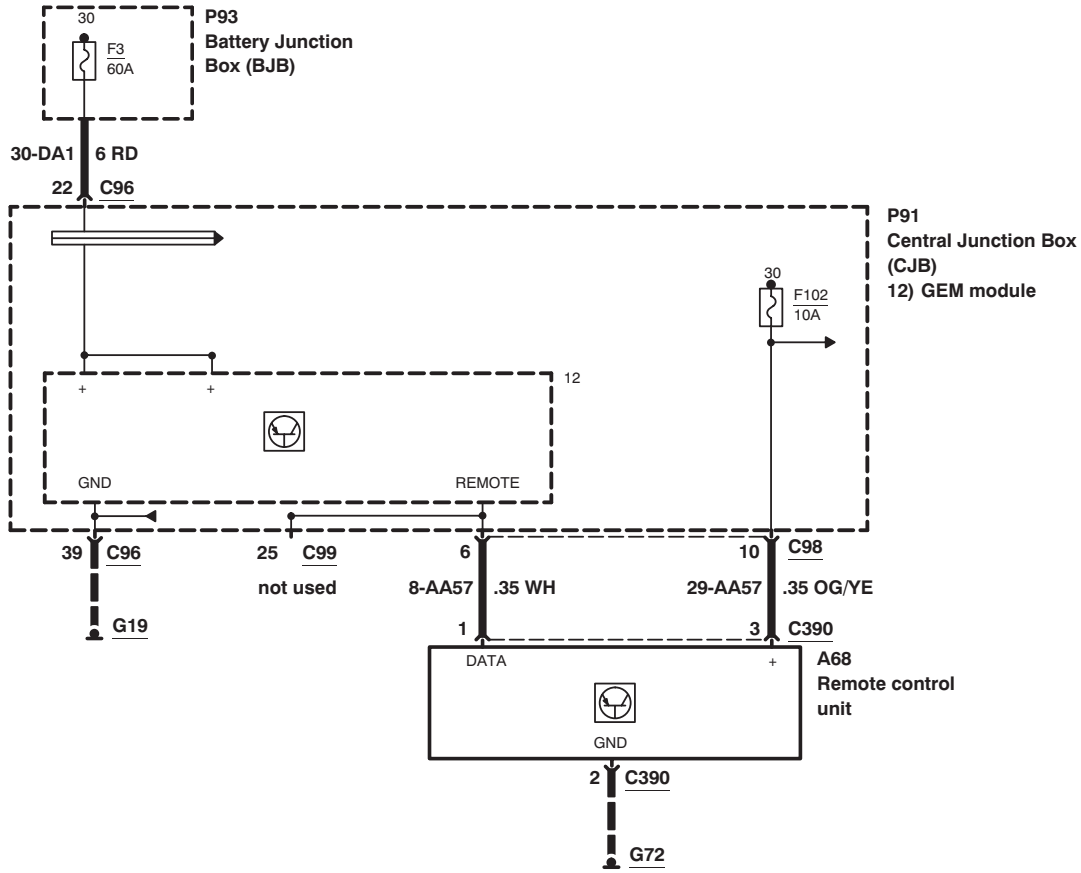 30
F3
60A
P93
Battery Junction
Box (BJB)
30-DA1 6 RD
22 C96
P91
Central Junction Box
(CJB)
12) GEM module
30
F102
10A
12
+ +
GND REMOTE
39 C96 25 C99 6 10 C98
not used 8-AA57 .35 WH 29-AA57 .35 OG/YE
G19 1 3 C390
DATA +
A68
Remote control
unit
GND
2 C390
G72